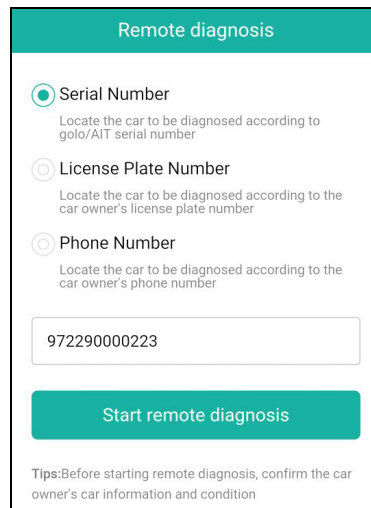 Remote diagnosis
Serial Number
Locate the car to be diagnosed according to
golo/AIT serial number
License Plate Number
Locate the car to be diagnosed according to the
car owner's license plate number
Phone Number
Locate the car to be diagnosed according to the
car owner's phone number
972290000223
Start remote diagnosis
Tips:Before starting remote diagnosis, confirm the car
owner's car information and condition